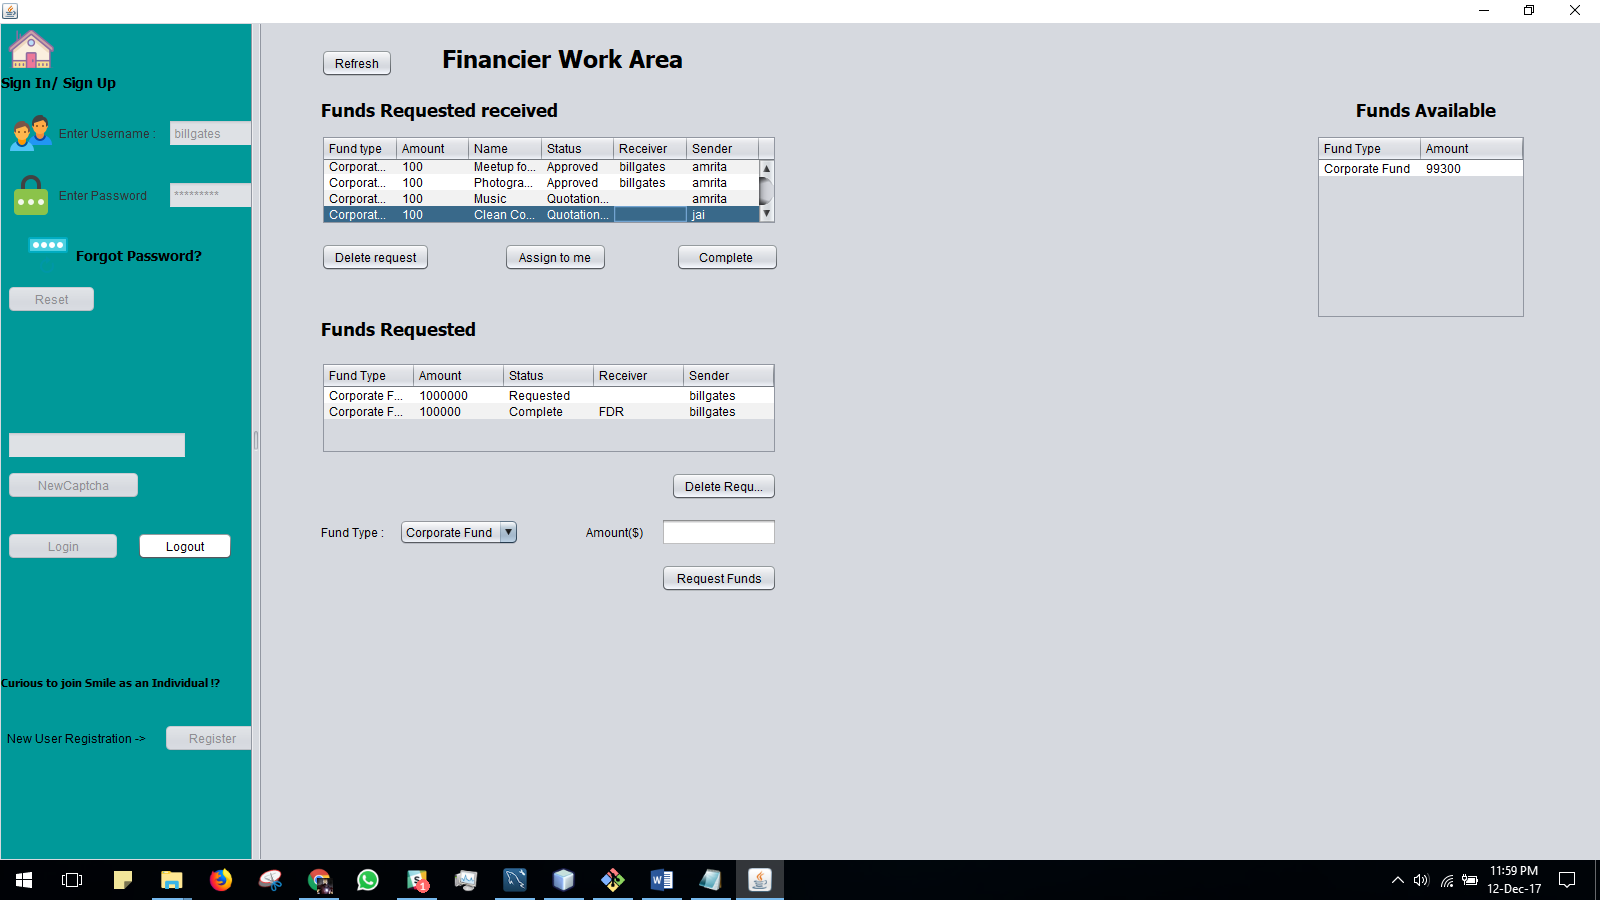 Sign In/ Sign Up
Enter Username :
billgates
Enter Password
*********
Forgot Password?
Reset
NewCaptcha
Login
Logout
Curious to join Smile as an Individual !?
New User Registration ->
Register
Refresh
Financier Work Area
Funds Requested received
Fund type Amount Name Status Receiver Sender
Corporat... 100 Meetup fo... Approved billgates amrita
Corporat... 100 Photogra... Approved billgates amrita
Corporat... 100 Music Quotation... amrita
Corporat... 100 Clean Co... Quotation... jai
Delete request
Assign to me
Complete
Funds Requested
Fund Type Amount Status Receiver Sender
Corporate F... 1000000 Requested billgates
Corporate F... 100000 Complete FDR billgates
Delete Requ...
Fund Type :
Corporate Fund
Amount($)
Request Funds
Funds Available
Fund Type Amount
Corporate Fund 99300
1
11:59 PM
12-Dec-17